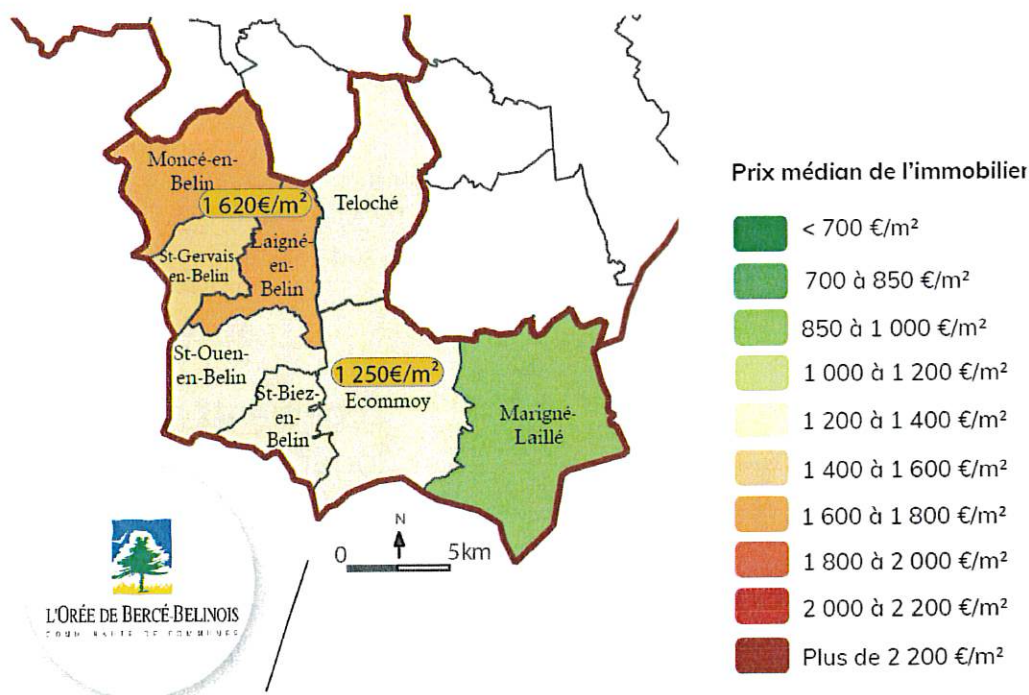 Moncé-en-
Belin
1 620€/m²
Teloché
St-Gervais-
en-Belin
Laigné-
en-
Belin
St-Ouen-
en-Belin
1 250€/m²
Ecommoy
St-Biez-
en-
Belin
Marigné-
Laillé
N
0 5km
L'ORÉE DE BERCÉ-BELINOIS
COMMUNAUTÉ DE COMMUNES
Prix médian de l'immobilier
< 700 €/m²
700 à 850 €/m²
850 à 1 000 €/m²
1 000 à 1 200 €/m²
1 200 à 1 400 €/m²
1 400 à 1 600 €/m²
1 600 à 1 800 €/m²
1 800 à 2 000 €/m²
2 000 à 2 200 €/m²
Plus de 2 200 €/m²